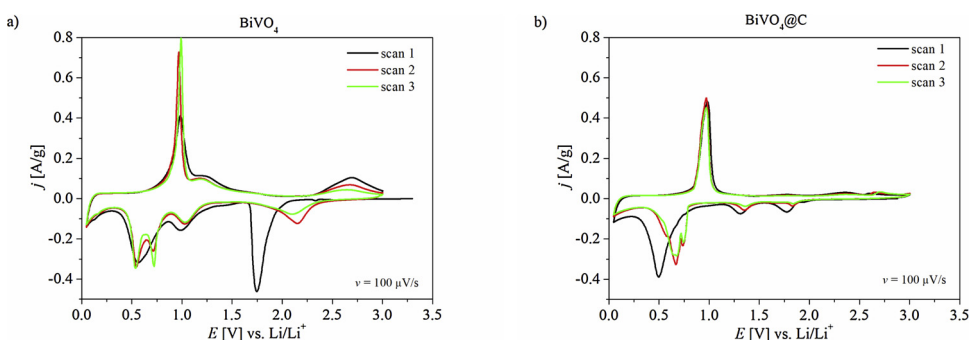 a)
BiVO4
0.8
0.6
0.4
0.2
0.0
-0.2
-0.4
j [A/g]
scan 1
scan 2
scan 3
v = 100 µV/s
0.0 0.5 1.0 1.5 2.0 2.5 3.0 3.5
E [V] vs. Li/Li+
b)
BiVO4@C
0.8
0.6
0.4
0.2
0.0
-0.2
-0.4
j [A/g]
scan 1
scan 2
scan 3
v = 100 µV/s
0.0 0.5 1.0 1.5 2.0 2.5 3.0 3.5
E [V] vs. Li/Li+